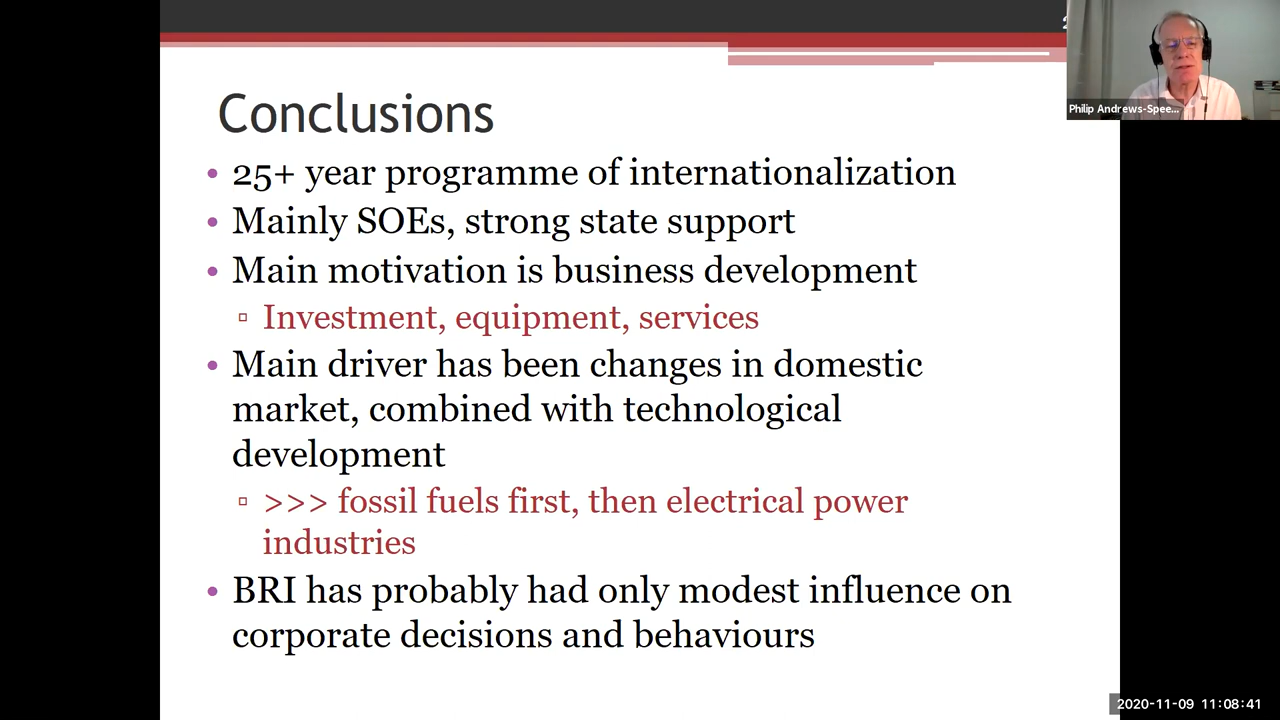 Conclusions
• 25+ year programme of internationalization
• Mainly SOEs, strong state support
• Main motivation is business development
▫ Investment, equipment, services
• Main driver has been changes in domestic
market, combined with technological
development
▫ >>> fossil fuels first, then electrical power
industries
• BRI has probably had only modest influence on
corporate decisions and behaviours
Philip Andrews-Spee...
2020-11-09 11:08:41